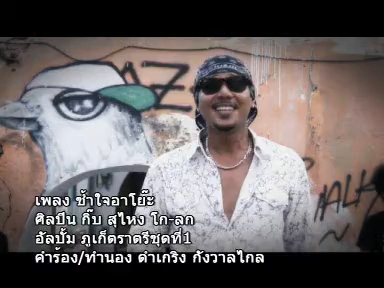 AZ
เพลง ช้ำใจอาโย๊ะ
ศิลปิน กิ๊บ สุไหง โก-ลก
อัลบั้ม ภูเก็ตราตรีชุดที่1
คำร้อง/ทำนอง ดำเกริง กังวาลไกล